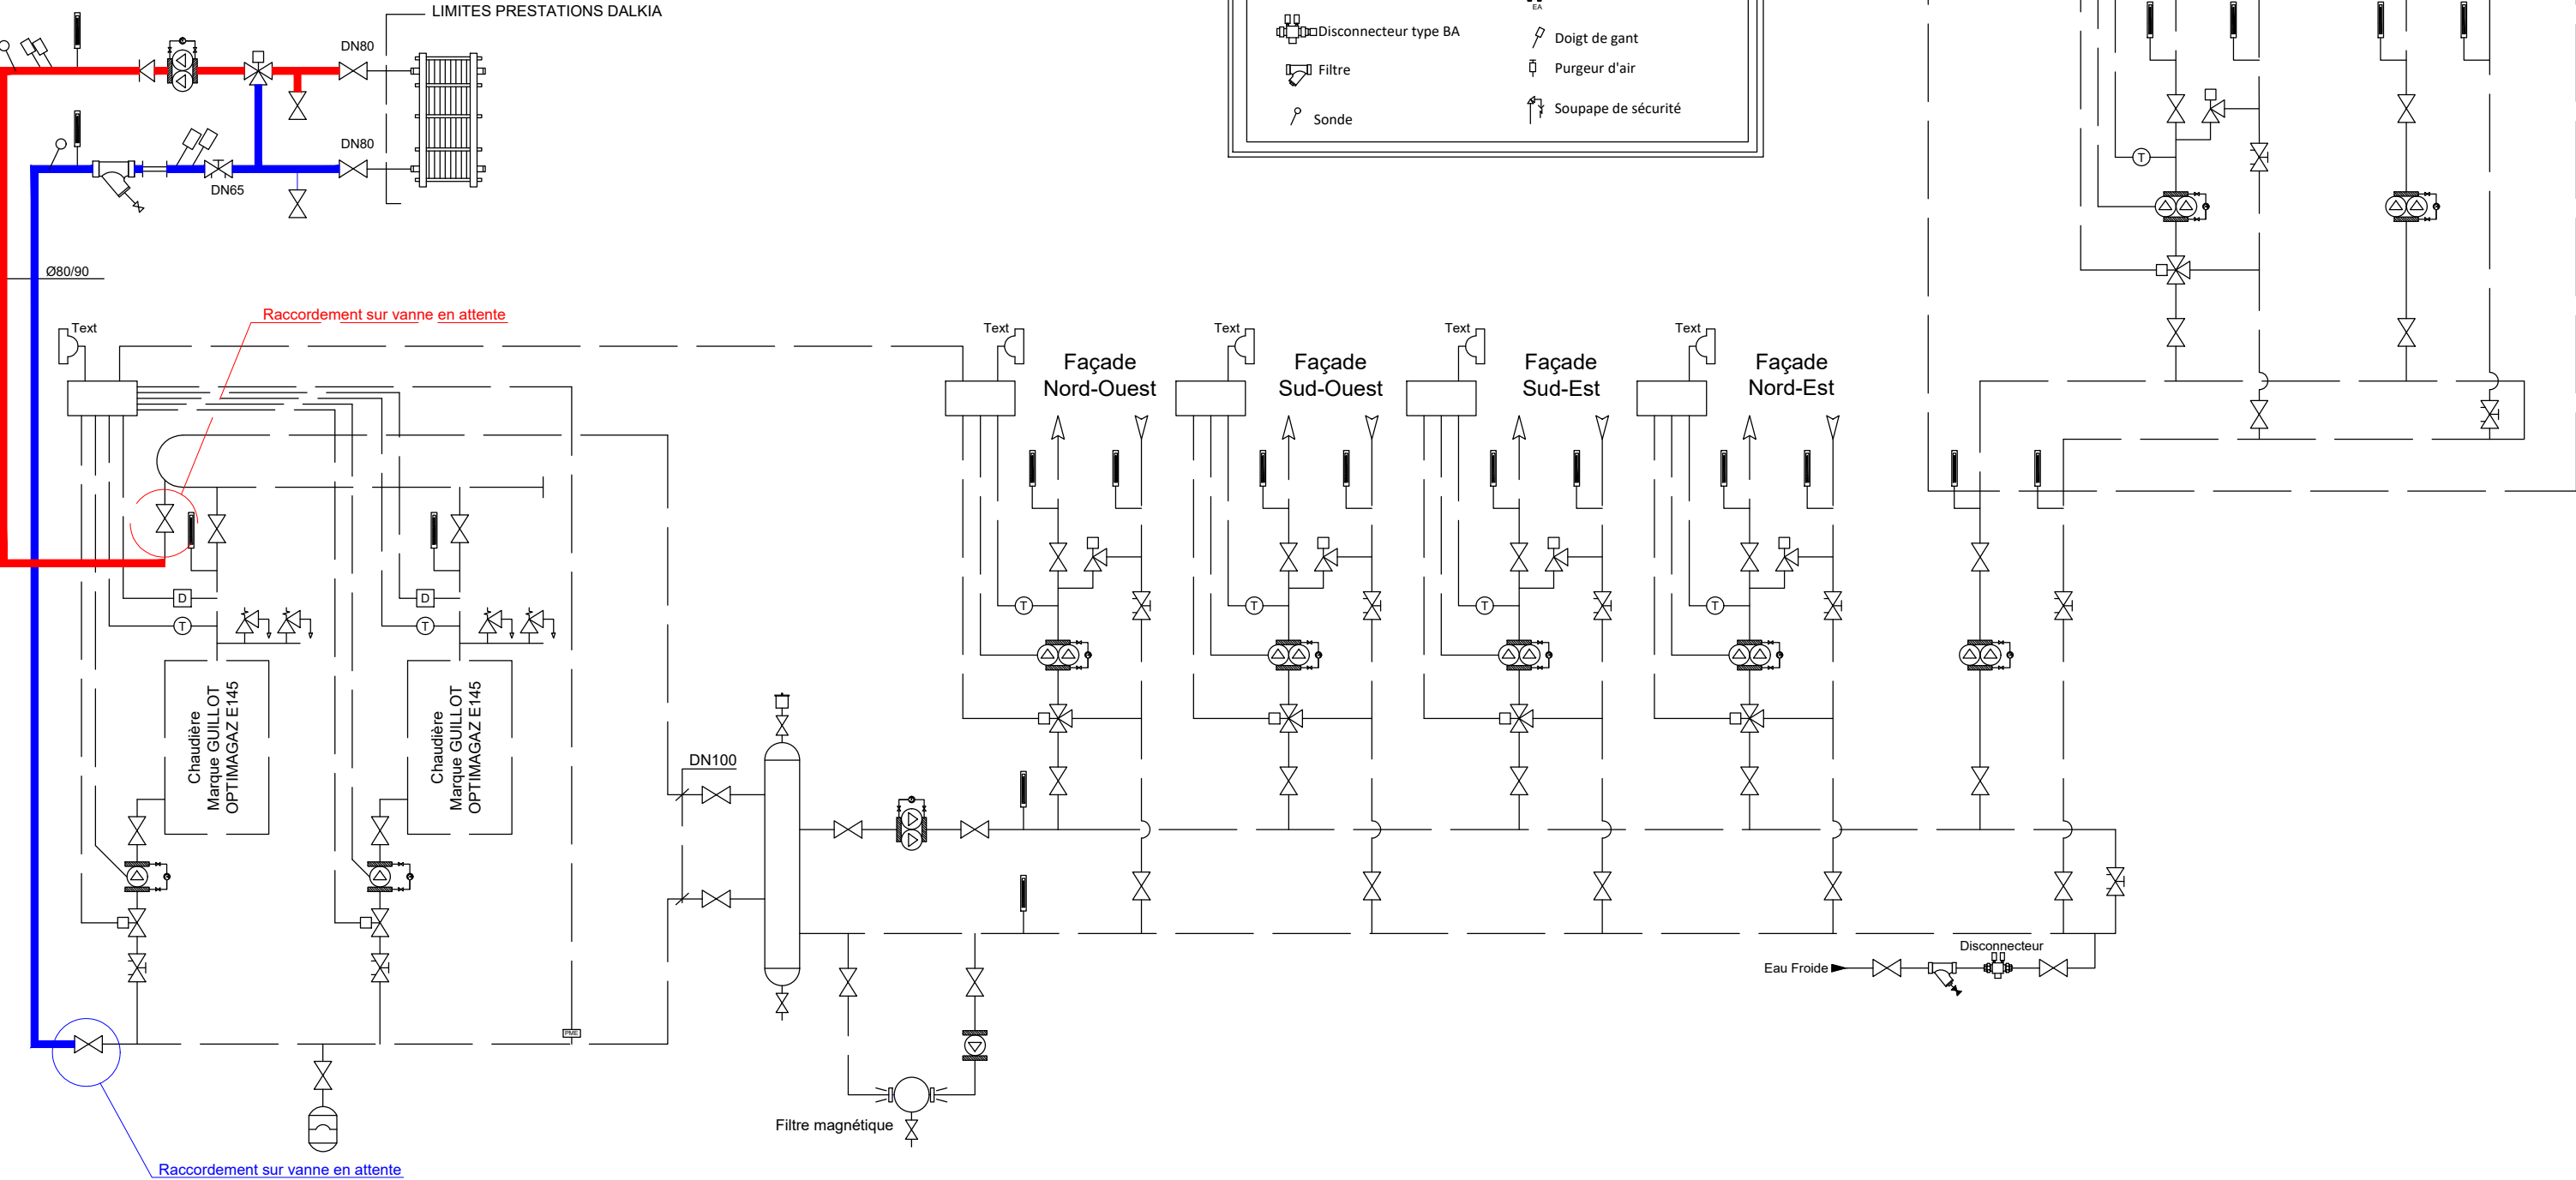 LIMITES PRESTATIONS DALKIA
DN80
DN80
DN65
Ø80/90
EA
Disconnecteur type BA
Doigt de gant
Filtre
Purgeur d'air
Sonde
Soupape de sécurité
T
Raccordement sur vanne en attente
Text
Text
Façade
Nord-Ouest
Text
Façade
Sud-Ouest
Text
Façade
Sud-Est
Text
Façade
Nord-Est
D
D
T
T
T
T
T
T
Chaudière
Marque GUILLOT
OPTIMAGAZ E145
Chaudière
Marque GUILLOT
OPTIMAGAZ E145
DN100
Disconnecteur
Eau Froide
PME
Filtre magnétique
Raccordement sur vanne en attente